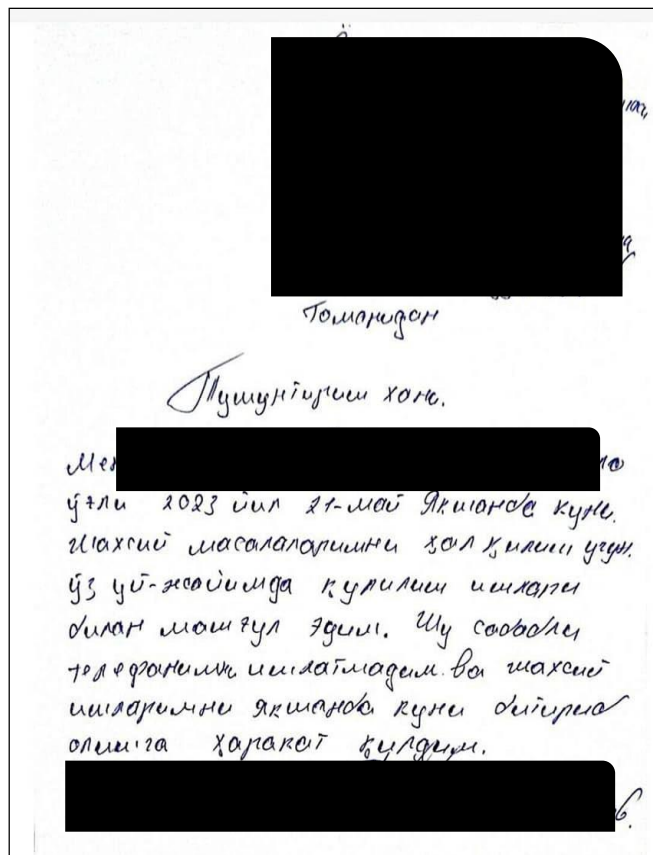 Томонидан
Тушунтириш хати.
Мен
ўғли 2023 йил 21-май Якшанба куни.
Шахсий масалаларимни ҳал қилиш учун.
ўз уй-жойимда қурилиш ишлари
билан машғул эдим. Шу сабабли
телефанимни ишлатмадим. ва шахсий
ишларимни якшанба куни битириб
олишга ҳаракат қилдим.